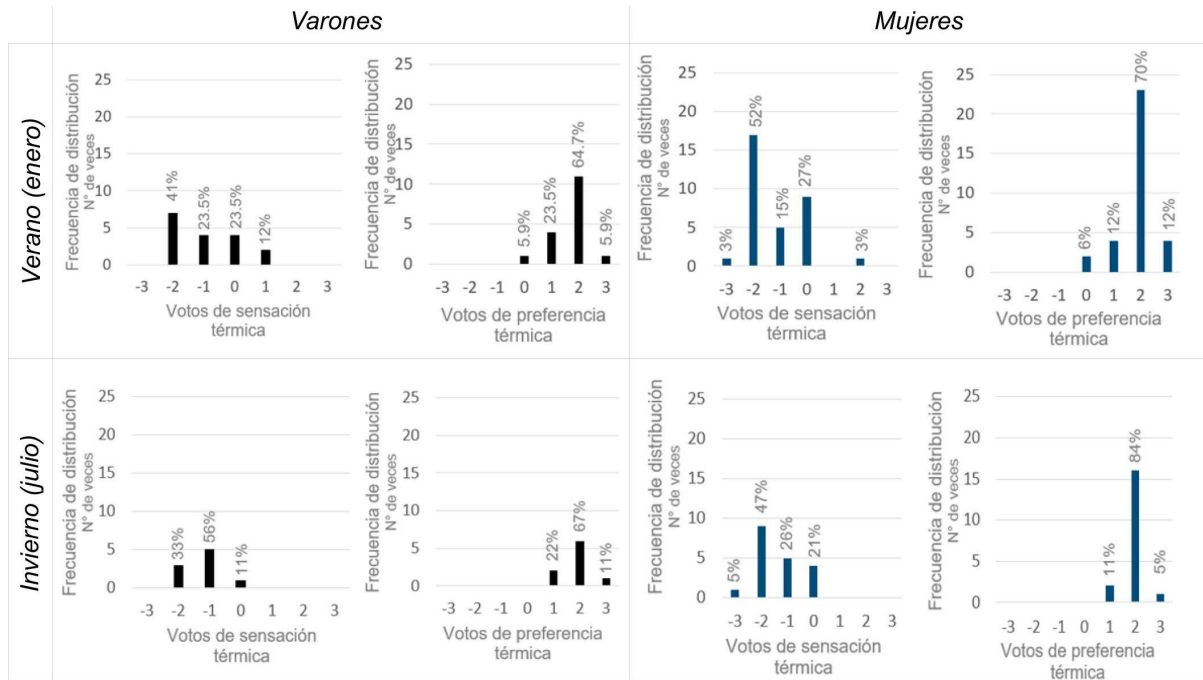 Varones
Mujeres
Verano (enero)
Frecuencia de distribución
N° de veces
25
20
15
10
5
0
41%
23.5%
23.5%
12%
-3 -2 -1 0 1 2 3
Votos de sensación
térmica
Frecuencia de distribución
N° de veces
25
20
15
10
5
0
5.9%
23.5%
64.7%
5.9%
-3 -2 -1 0 1 2 3
Votos de preferencia
térmica
Frecuencia de distribución
N° de veces
25
20
15
10
5
0
3%
52%
15%
27%
3%
-3 -2 -1 0 1 2 3
Votos de sensación
térmica
Frecuencia de distribución
N° de veces
25
20
15
10
5
0
6%
12%
70%
12%
-3 -2 -1 0 1 2 3
Votos de preferencia
térmica
Invierno (julio)
Frecuencia de distribución
N° de veces
25
20
15
10
5
0
33%
56%
11%
-3 -2 -1 0 1 2 3
Votos de sensación
térmica
Frecuencia de distribución
N° de veces
25
20
15
10
5
0
22%
67%
11%
-3 -2 -1 0 1 2 3
Votos de preferencia
térmica
Frecuencia de distribución
N° de veces
25
20
15
10
5
0
5%
47%
26%
21%
-3 -2 -1 0 1 2 3
Votos de sensación
térmica
Frecuencia de distribución
N° de veces
25
20
15
10
5
0
11%
84%
5%
-3 -2 -1 0 1 2 3
Votos de preferencia
térmica